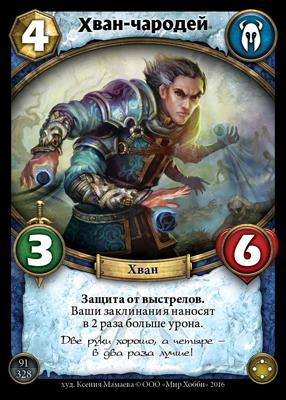 4
Хван-чародей
3
6
Хван
Защита от выстрелов.
Ваши заклинания наносят
в 2 раза больше урона.
Две руки хорошо, а четыре –
в два раза лучше!
91
328
худ. Ксения Мамаева © ООО «Мир Хобби» 2016